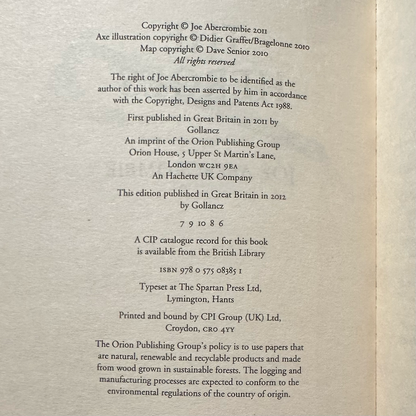 Copyright © Joe Abercrombie 2011
Axe illustration copyright © Didier Graffet/Bragelonne 2010
Map copyright © Dave Senior 2010
All rights reserved
The right of Joe Abercrombie to be identified as the
author of this work has been asserted by him in accordance
with the Copyright, Designs and Patents Act 1988.
First published in Great Britain in 2011 by
Gollancz
An imprint of the Orion Publishing Group
Orion House, 5 Upper St Martin's Lane,
London WC2H 9EA
An Hachette UK Company
This edition published in Great Britain in 2012
by Gollancz
7 9 10 8 6
A CIP catalogue record for this book
is available from the British Library
ISBN 978 0 575 08385 1
Typeset at The Spartan Press Ltd,
Lymington, Hants
Printed and bound by CPI Group (UK) Ltd,
Croydon, CR0 4YY
The Orion Publishing Group's policy is to use papers that
are natural, renewable and recyclable products and made
from wood grown in sustainable forests. The logging and
manufacturing processes are expected to conform to the
environmental regulations of the country of origin.